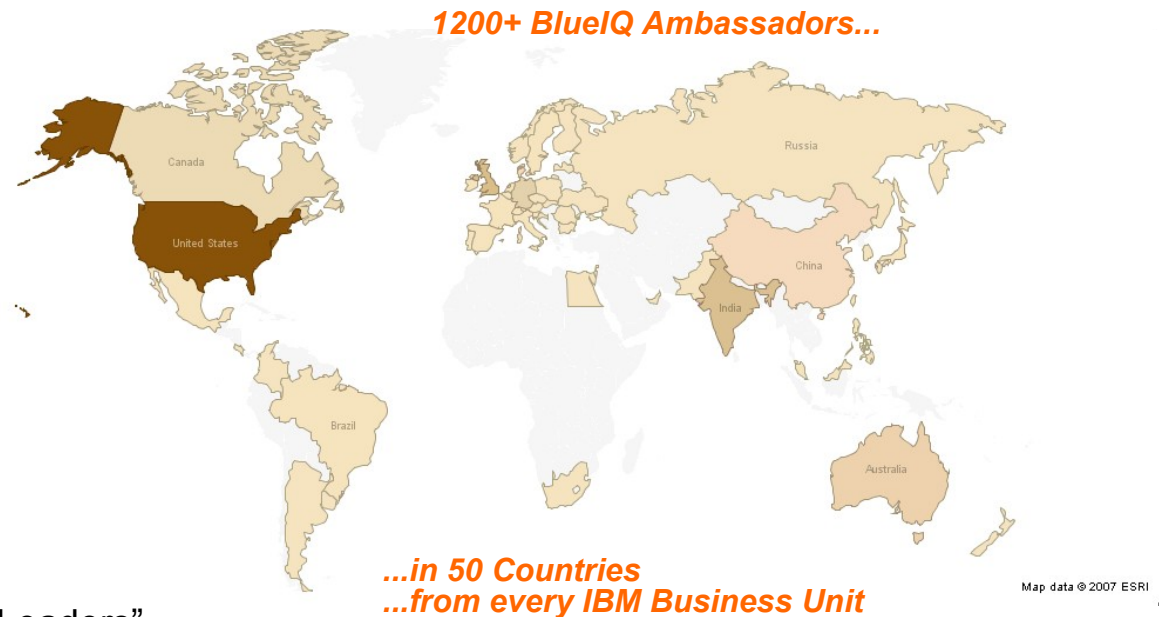 1200+ BlueIQ Ambassadors...
Russia
Canada
United States
China
India
Brazil
Australia
...in 50 Countries
...from every IBM Business Unit
Map data © 2007 ESRI
Leaders”